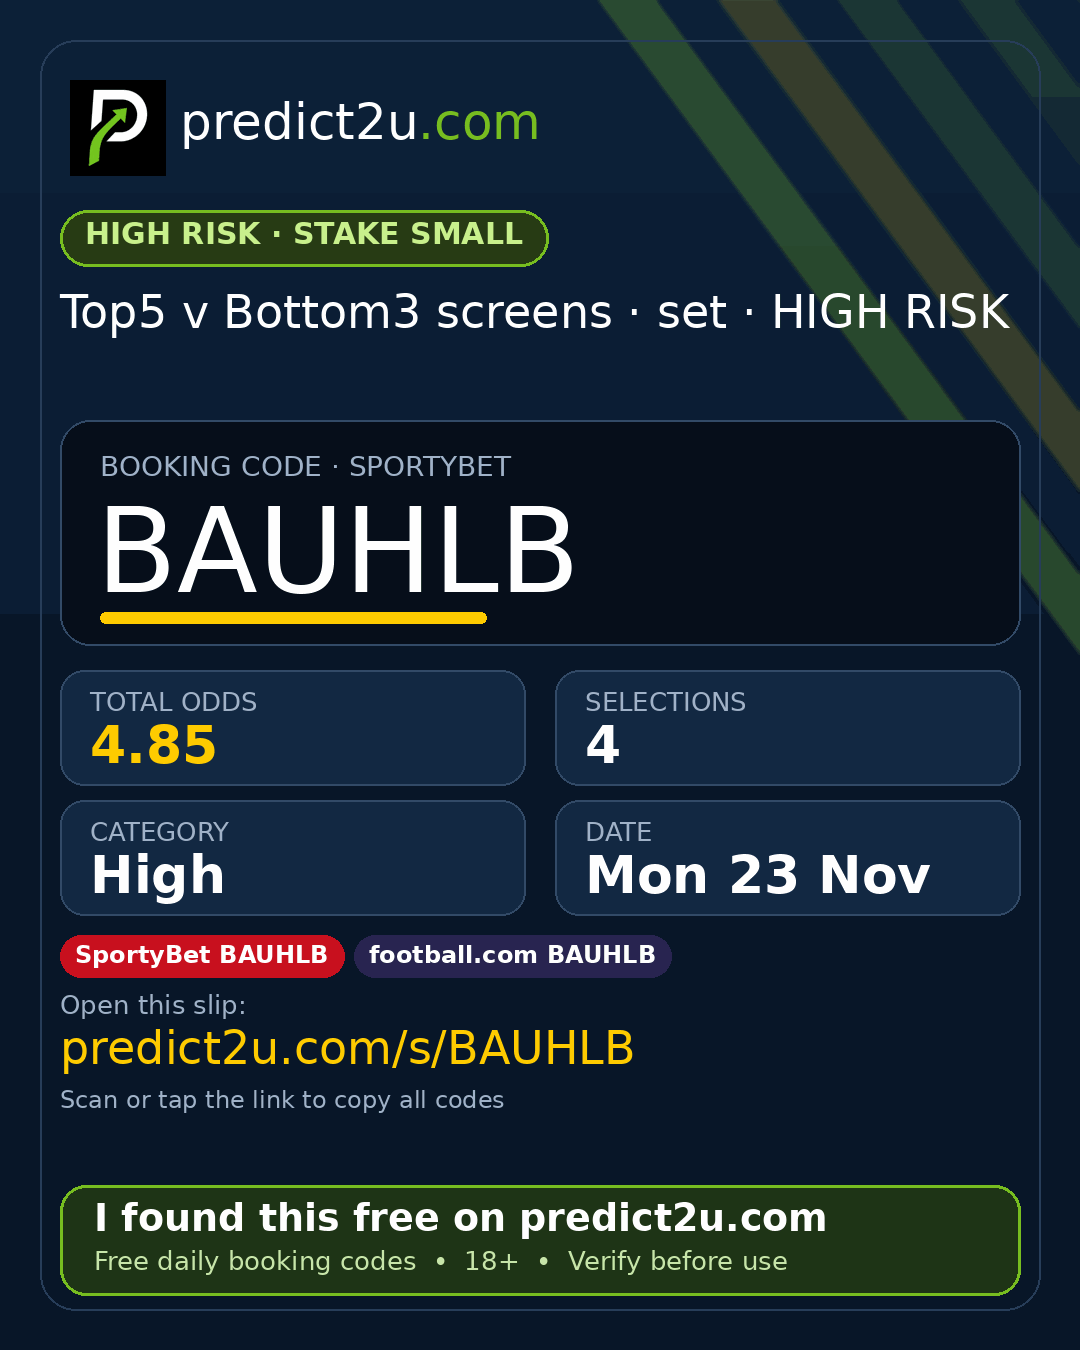 predict2u.com
HIGH RISK · STAKE SMALL
Top5 v Bottom3 screens · set · HIGH RISK
BOOKING CODE · SPORTYBET
BAUHLB
TOTAL ODDS
4.85
SELECTIONS
4
CATEGORY
High
DATE
Mon 23 Nov
SportyBet BAUHLB
football.com BAUHLB
Open this slip:
predict2u.com/s/BAUHLB
Scan or tap the link to copy all codes
I found this free on predict2u.com
Free daily booking codes • 18+ • Verify before use